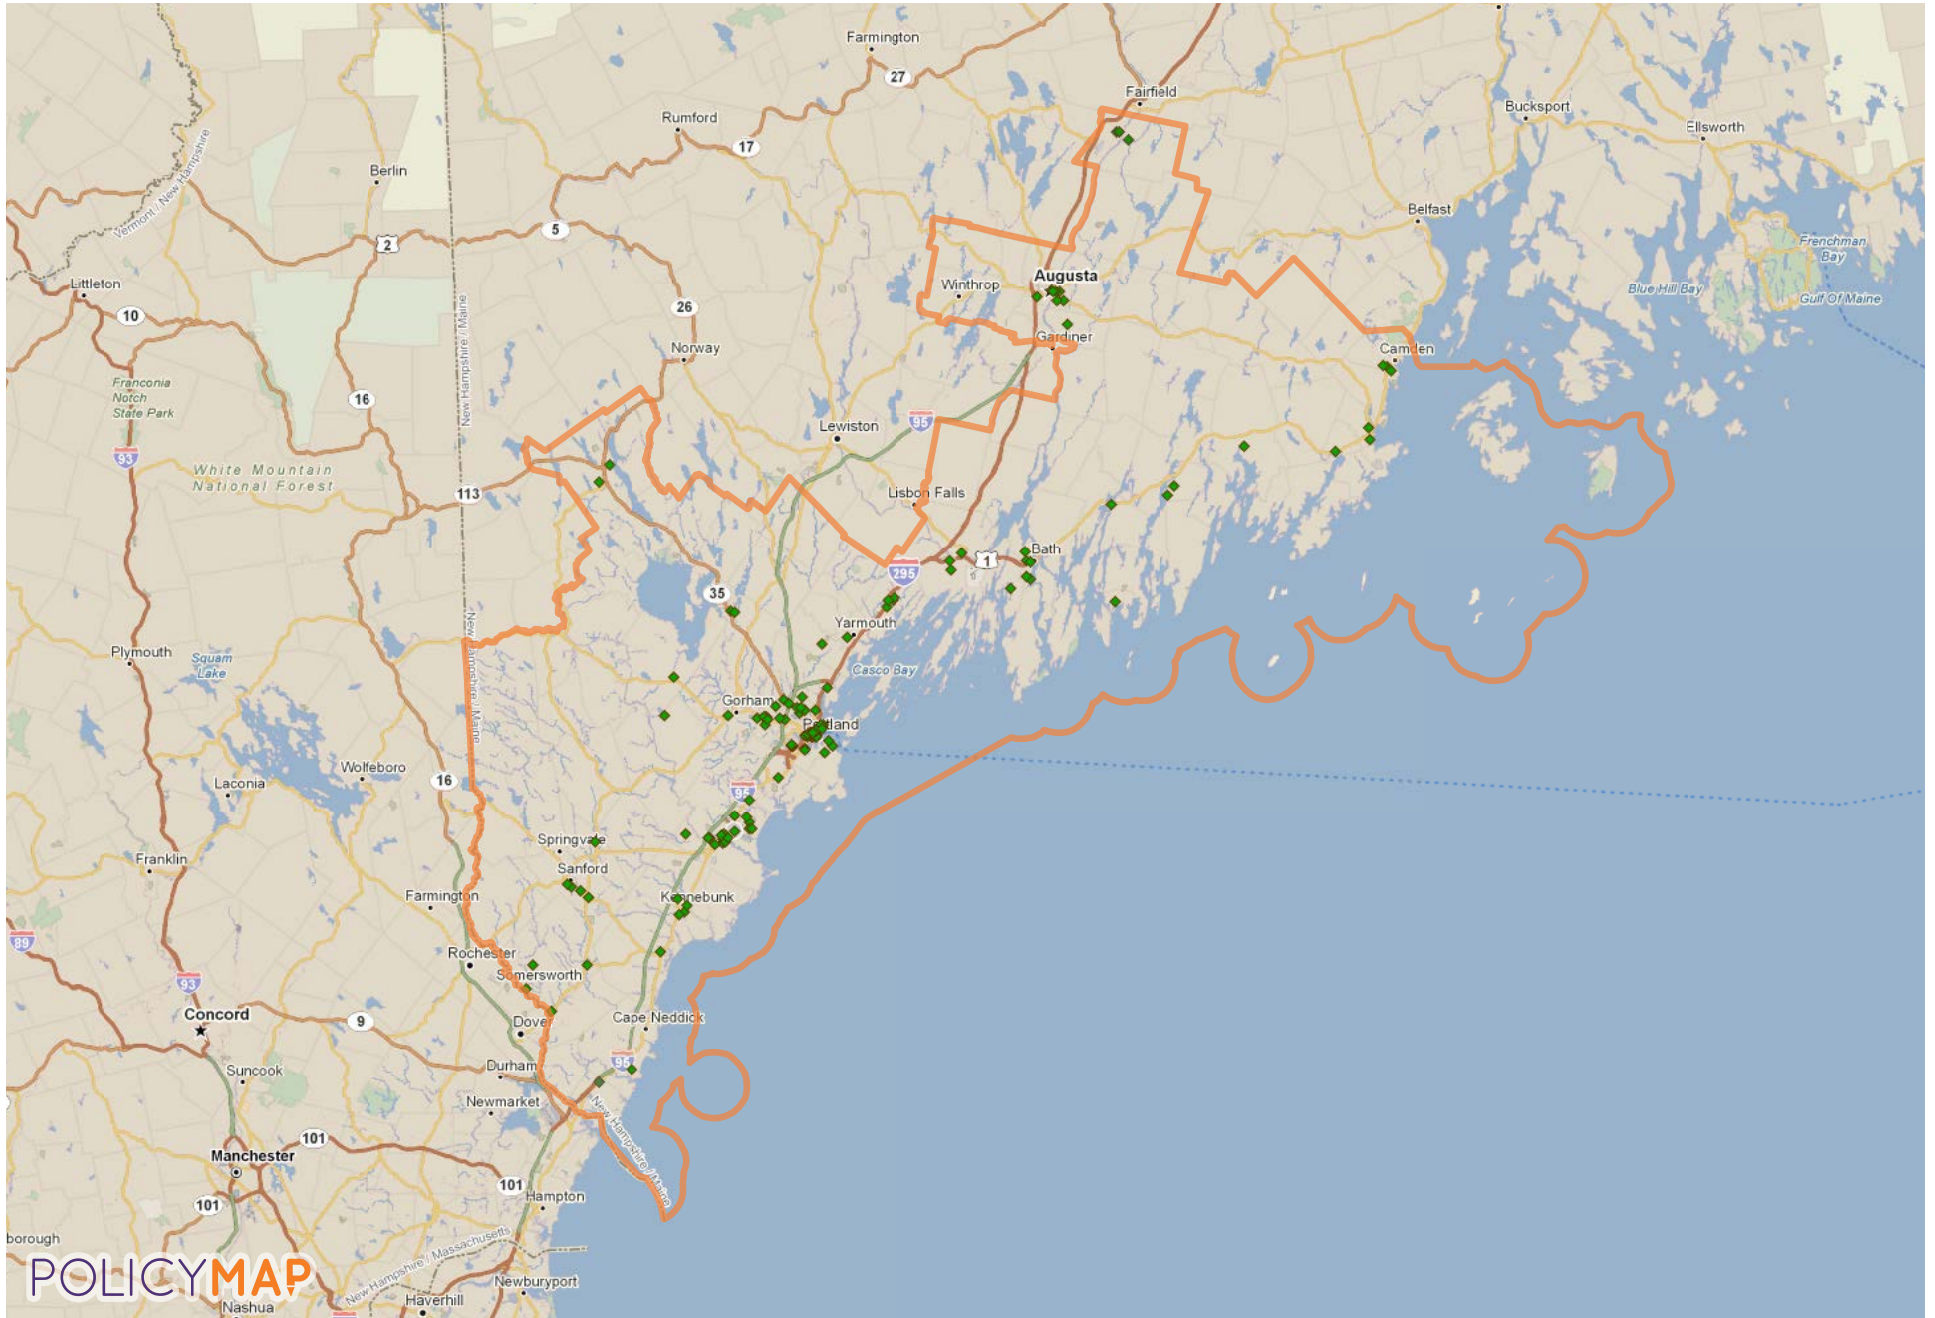 Farmington
27
Fairfield
Bucksport
Rumford
Ellsworth
17
Berlin
Vermont / New Hampshire
Belfast
5
2
Frenchman
Bay
Augusta
Littleton
Winthrop
Blue Hill Bay
Gulf Of Maine
10
26
New Hampshire / Maine
Gardiner
Norway
Camden
Franconia
Notch
State Park
16
95
Lewiston
93
White Mountain
National Forest
113
Lisbon Falls
Bath
1
295
35
Yarmouth
New Hampshire / Maine
Plymouth
Squam
Lake
Casco Bay
Gorham
Portland
Wolfeboro
16
Laconia
95
Springvale
Franklin
Sanford
Farmington
Kennebunk
89
Rochester
Somersworth
93
Concord
9
Dover
Cape Neddick
Durham
95
Suncook
Newmarket
New Hampshire / Maine
101
Manchester
101
101
Hampton
borough
New Hampshire / Massachusetts
POLICYMAP
Newburyport
Nashua
Haverhill